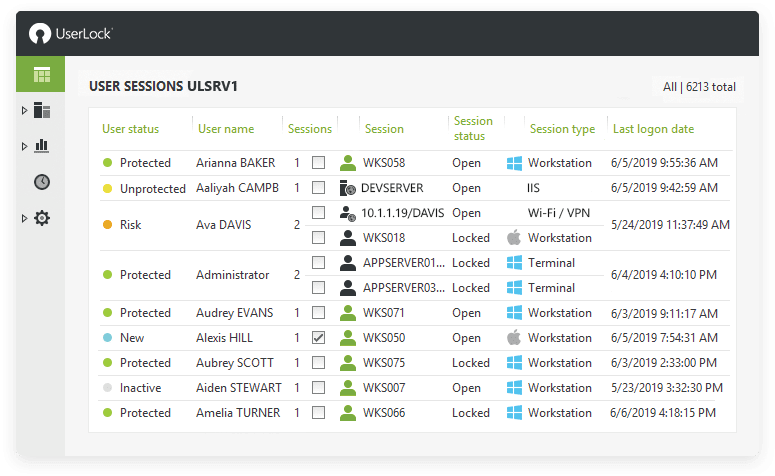 UserLock
USER SESSIONS ULSRV1
All | 6213 total
User status User name Sessions Session Session status Session type Last logon date
Protected Arianna BAKER 1 WKS058 Open Workstation 6/5/2019 9:55:36 AM
Unprotected Aaliyah CAMPB 1 DEVSERVER Open IIS 6/5/2019 9:42:59 AM
Risk Ava DAVIS 2 10.1.1.19/DAVIS Open Wi-Fi / VPN 5/24/2019 11:37:49 AM
WKS018 Locked Workstation
Protected Administrator 2 APPSERVER01... Locked Terminal 6/4/2019 4:10:10 PM
APPSERVER03... Locked Terminal
Protected Audrey EVANS 1 WKS071 Open Workstation 6/3/2019 9:11:17 AM
New Alexis HILL 1 WKS050 Open Workstation 6/5/2019 7:54:31 AM
Protected Aubrey SCOTT 1 WKS075 Locked Workstation 6/3/2019 2:33:00 PM
Inactive Aiden STEWART 1 WKS007 Open Workstation 5/23/2019 3:32:30 PM
Protected Amelia TURNER 1 WKS066 Locked Workstation 6/6/2019 4:18:15 PM